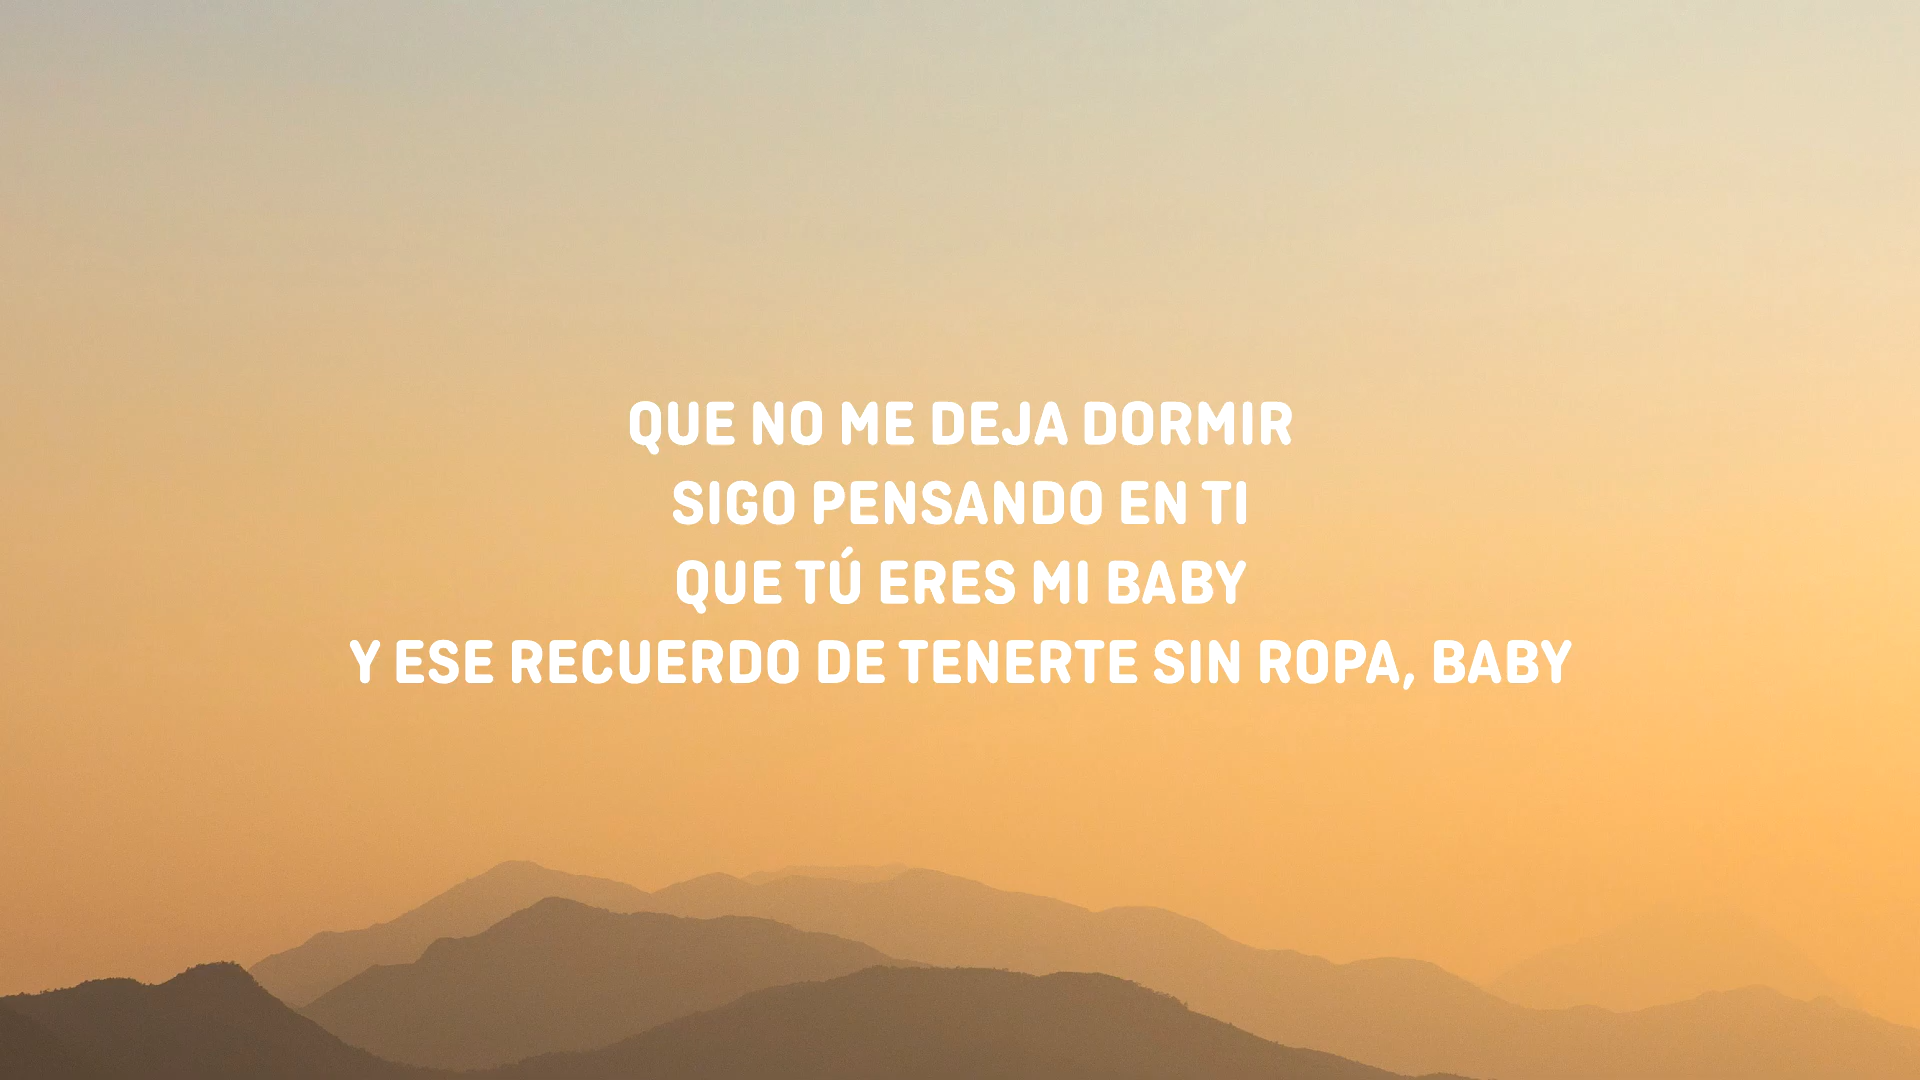 QUE NO ME DEJA DORMIR
SIGO PENSANDO EN TI
QUE TÚ ERES MI BABY
Y ESE RECUERDO DE TENERTE SIN ROPA, BABY